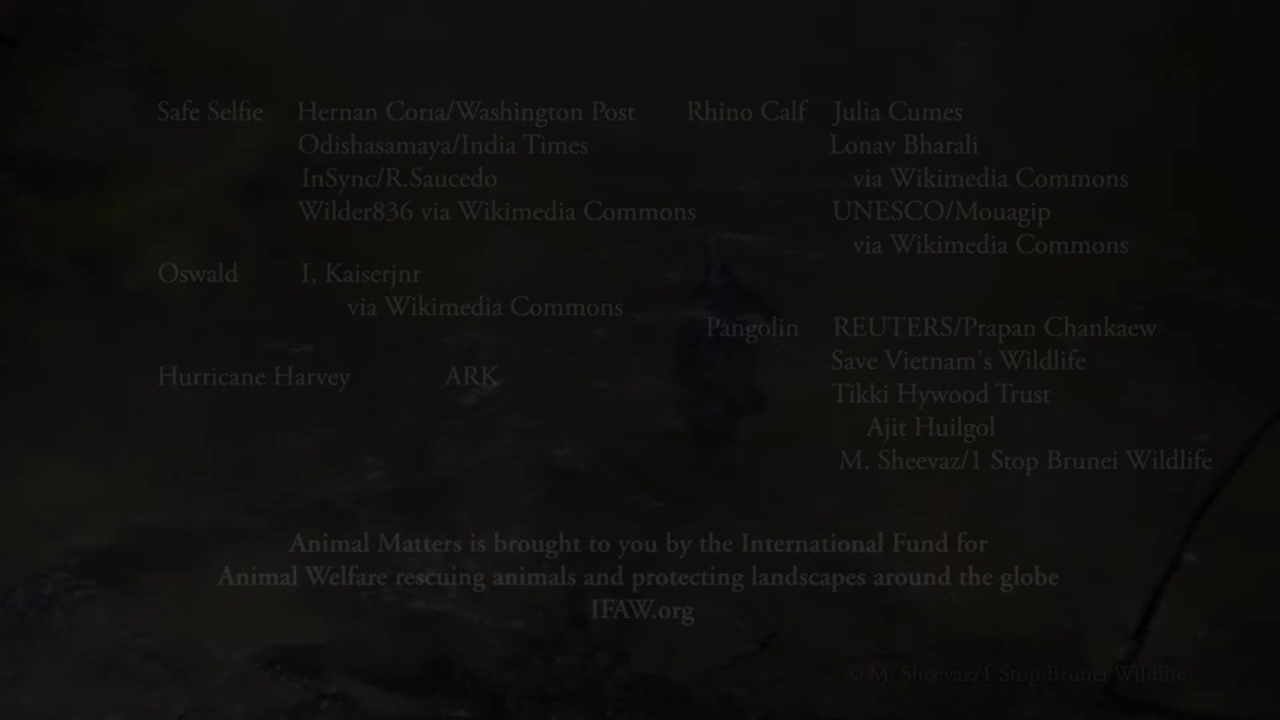 Safe Selfie Hernan Coria/Washington Post
Odishasamaya/India Times
InSync/R.Saucedo
Wilder836 via Wikimedia Commons
Oswald I, Kaiserjnr
via Wikimedia Commons
Hurricane Harvey ARK
Rhino Calf Julia Cumes
Lonav Bharali
via Wikimedia Commons
UNESCO/Mouagip
via Wikimedia Commons
Pangolin REUTERS/Prapan Chankaew
Save Vietnam's Wildlife
Tikki Hywood Trust
Ajit Huilgol
M. Sheevaz/1 Stop Brunei Wildlife
Animal Matters is brought to you by the International Fund for
Animal Welfare rescuing animals and protecting landscapes around the globe
IFAW.org
© M. Sheevaz/1 Stop Brunei Wildlife